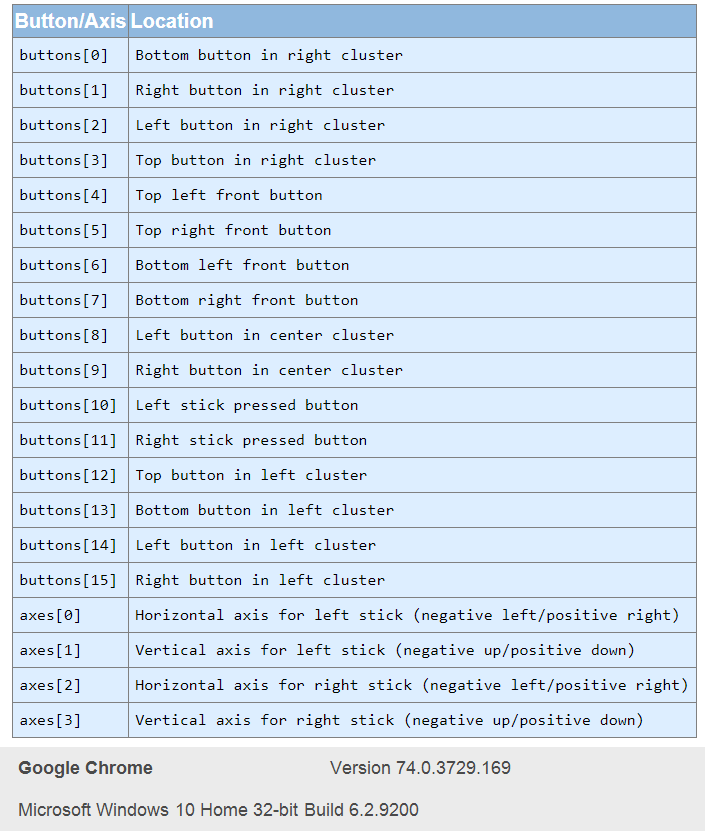 Button/Axis Location
buttons[0] Bottom button in right cluster
buttons[1] Right button in right cluster
buttons[2] Left button in right cluster
buttons[3] Top button in right cluster
buttons[4] Top left front button
buttons[5] Top right front button
buttons[6] Bottom left front button
buttons[7] Bottom right front button
buttons[8] Left button in center cluster
buttons[9] Right button in center cluster
buttons[10] Left stick pressed button
buttons[11] Right stick pressed button
buttons[12] Top button in left cluster
buttons[13] Bottom button in left cluster
buttons[14] Left button in left cluster
buttons[15] Right button in left cluster
axes[0] Horizontal axis for left stick (negative left/positive right)
axes[1] Vertical axis for left stick (negative up/positive down)
axes[2] Horizontal axis for right stick (negative left/positive right)
axes[3] Vertical axis for right stick (negative up/positive down)
Google Chrome Version 74.0.3729.169
Microsoft Windows 10 Home 32-bit Build 6.2.9200